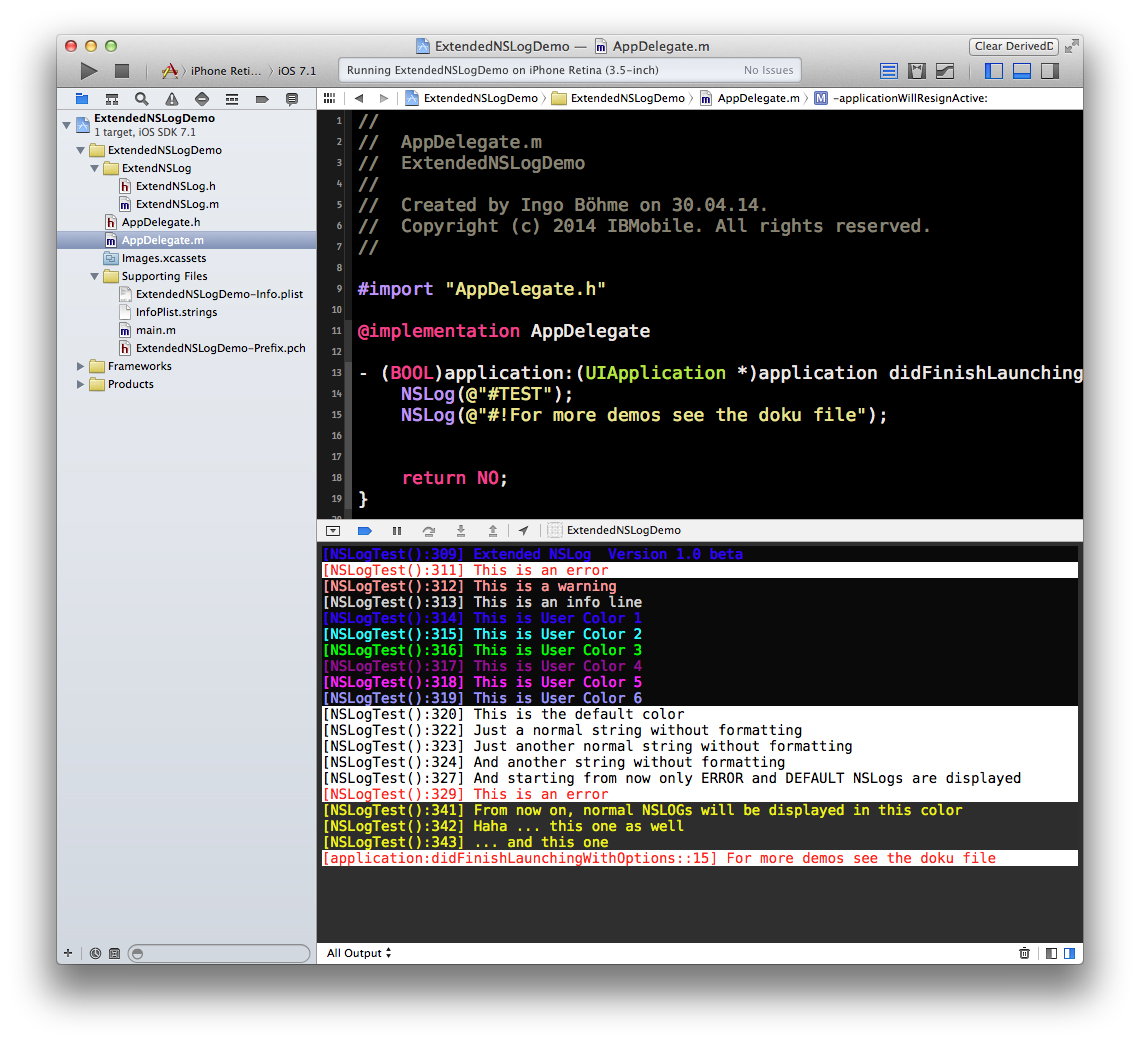 ExtendedNSLogDemo — AppDelegate.m
Clear DerivedD
iPhone Reti... iOS 7.1
Running ExtendedNSLogDemo on iPhone Retina (3.5-inch) No Issues
ExtendedNSLogDemo ExtendedNSLogDemo AppDelegate.m M -applicationWillResignActive:
ExtendedNSLogDemo
1 target, iOS SDK 7.1
ExtendedNSLogDemo
ExtendNSLog
h ExtendNSLog.h
m ExtendNSLog.m
h AppDelegate.h
m AppDelegate.m
Images.xcassets
Supporting Files
ExtendedNSLogDemo-Info.plist
InfoPlist.strings
m main.m
h ExtendedNSLogDemo-Prefix.pch
Frameworks
Products
1 //
2 // AppDelegate.m
3 // ExtendedNSLogDemo
4 //
5 // Created by Ingo Böhme on 30.04.14.
6 // Copyright (c) 2014 IBMobile. All rights reserved.
7 //
8
9 #import "AppDelegate.h"
10
11 @implementation AppDelegate
12
13 - (BOOL)application:(UIApplication *)application didFinishLaunching
14 NSLog(@"#TEST");
15 NSLog(@"#!For more demos see the doku file");
16
17
18 return NO;
19 }
ExtendedNSLogDemo
[NSLogTest():309] Extended NSLog  Version 1.0 beta
[NSLogTest():311] This is an error
[NSLogTest():312] This is a warning
[NSLogTest():313] This is an info line
[NSLogTest():314] This is User Color 1
[NSLogTest():315] This is User Color 2
[NSLogTest():316] This is User Color 3
[NSLogTest():317] This is User Color 4
[NSLogTest():318] This is User Color 5
[NSLogTest():319] This is User Color 6
[NSLogTest():320] This is the default color
[NSLogTest():322] Just a normal string without formatting
[NSLogTest():323] Just another normal string without formatting
[NSLogTest():324] And another string without formatting
[NSLogTest():327] And starting from now only ERROR and DEFAULT NSLogs are displayed
[NSLogTest():329] This is an error
[NSLogTest():341] From now on, normal NSLOGs will be displayed in this color
[NSLogTest():342] Haha ... this one as well
[NSLogTest():343] ... and this one
[application:didFinishLaunchingWithOptions::15] For more demos see the doku file
All Output